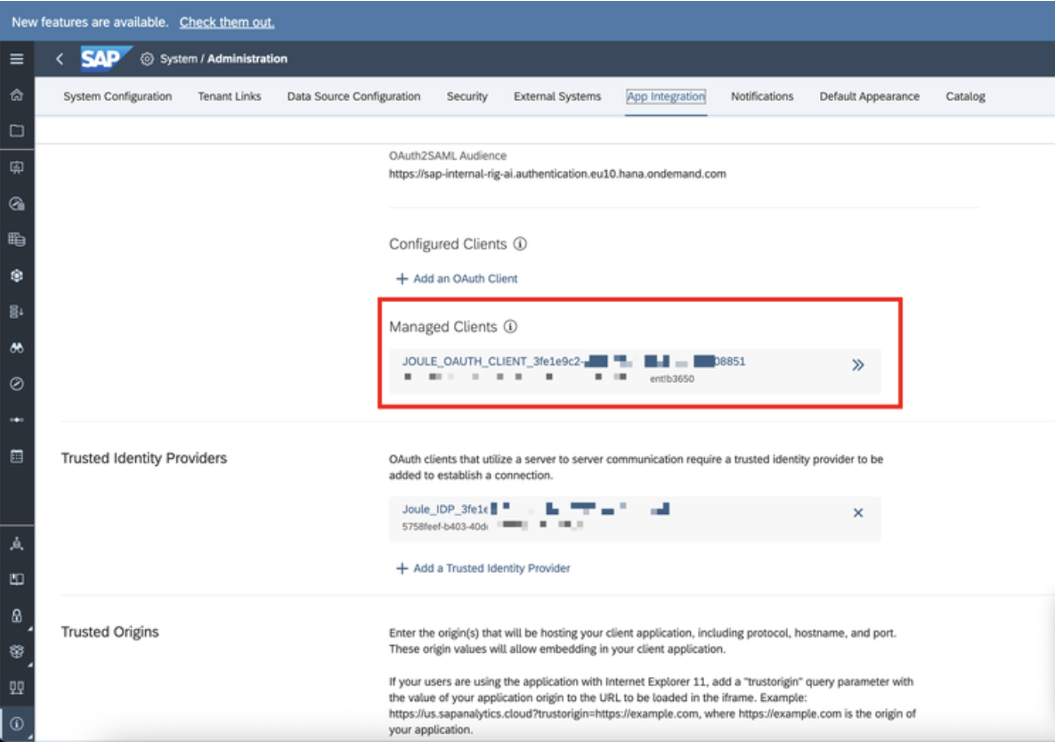 New features are available. Check them out.
SAP System / Administration
System Configuration Tenant Links Data Source Configuration Security External Systems App Integration Notifications Default Appearance Catalog
OAuth2SAML Audience
https://sap-internal-rig-ai.authentication.eu10.hana.ondemand.com
Configured Clients
+ Add an OAuth Client
Managed Clients
JOULE_OAUTH_CLIENT_3fe1e9c2- 08851
ent!b3650
Trusted Identity Providers
OAuth clients that utilize a server to server communication require a trusted identity provider to be
added to establish a connection.
Joule_IDP_3fe1e
5758feef-b403-40d
+ Add a Trusted Identity Provider
Trusted Origins
Enter the origin(s) that will be hosting your client application, including protocol, hostname, and port.
These origin values will allow embedding in your client application.
If your users are using the application with Internet Explorer 11, add a "trustorigin" query parameter with
the value of your application origin to the URL to be loaded in the iframe. Example:
https://us.sapanalytics.cloud?trustorigin=https://example.com, where https://example.com is the origin of
your application.